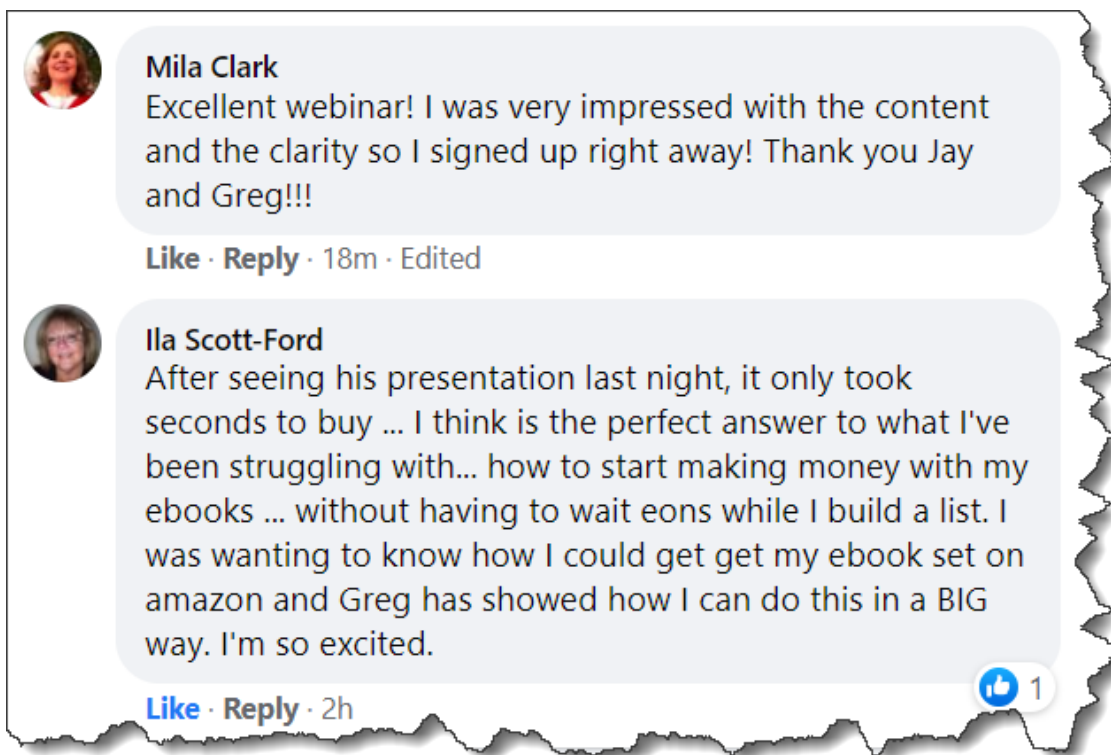 Mila Clark
Excellent webinar! I was very impressed with the content
and the clarity so I signed up right away! Thank you Jay
and Greg!!!
Like · Reply · 18m · Edited
Ila Scott-Ford
After seeing his presentation last night, it only took
seconds to buy ... I think is the perfect answer to what I've
been struggling with... how to start making money with my
ebooks ... without having to wait eons while I build a list. I
was wanting to know how I could get get my ebook set on
amazon and Greg has showed how I can do this in a BIG
way. I'm so excited.
1
Like · Reply · 2h